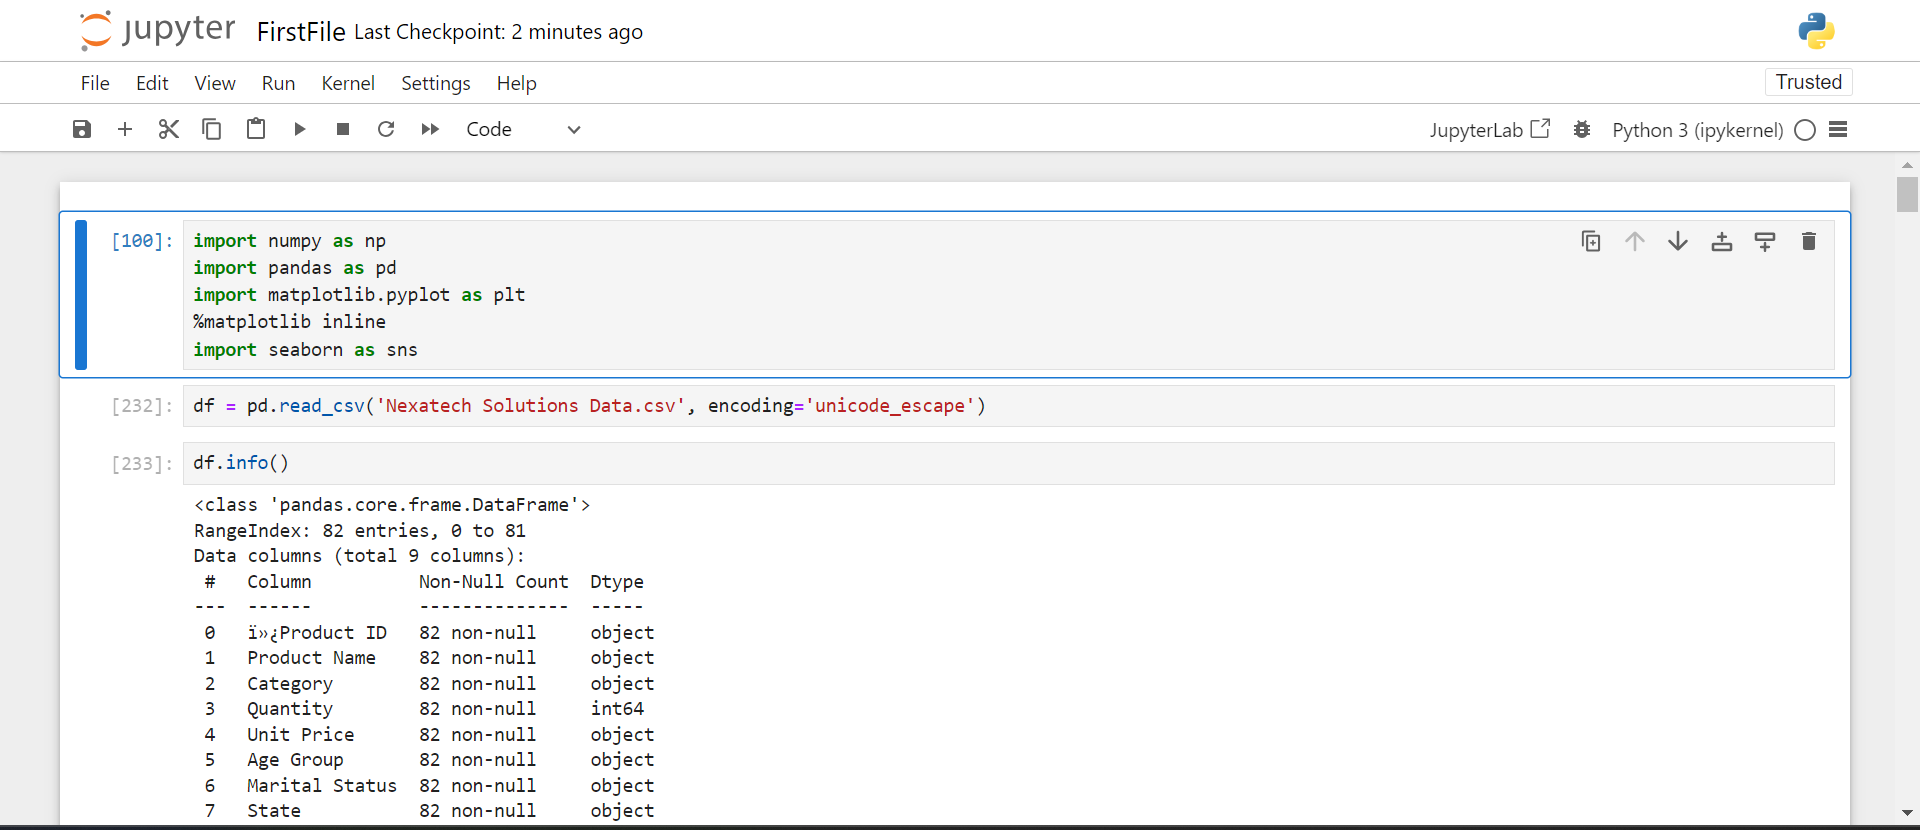 jupyter FirstFile Last Checkpoint: 2 minutes ago
File Edit View Run Kernel Settings Help Trusted
Code JupyterLab Python 3 (ipykernel)
[100]: import numpy as np
import pandas as pd
import matplotlib.pyplot as plt
%matplotlib inline
import seaborn as sns
[232]: df = pd.read_csv('Nexatech Solutions Data.csv', encoding='unicode_escape')
[233]: df.info()
<class 'pandas.core.frame.DataFrame'>
RangeIndex: 82 entries, 0 to 81
Data columns (total 9 columns):
 #   Column          Non-Null Count  Dtype
---  ------          --------------  -----
 0   ï»¿Product ID   82 non-null     object
 1   Product Name    82 non-null     object
 2   Category        82 non-null     object
 3   Quantity        82 non-null     int64
 4   Unit Price      82 non-null     object
 5   Age Group       82 non-null     object
 6   Marital Status  82 non-null     object
 7   State           82 non-null     object